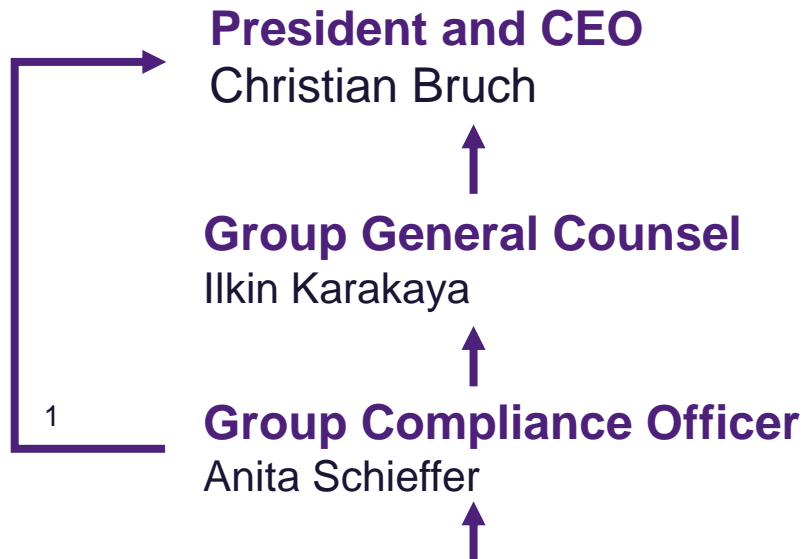 President and CEO
Christian Bruch
Group General Counsel
Ilkin Karakaya
1
Group Compliance Officer
Anita Schieffer